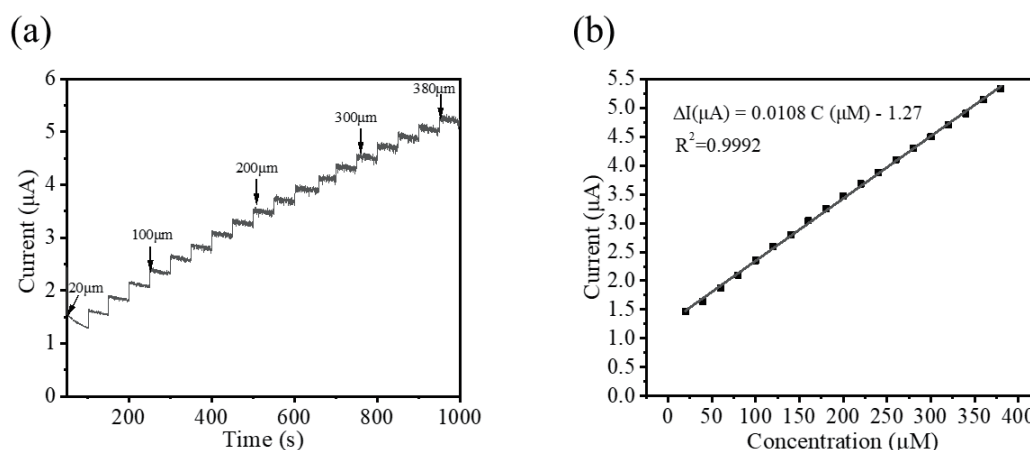 (a)
(b)
6
5
4
3
2
1
0
Current (μA)
20μm
100μm
200μm
300μm
380μm
200
400
600
800
1000
Time (s)
5.5
5.0
4.5
4.0
3.5
3.0
2.5
2.0
1.5
1.0
0.5
0.0
Current (μA)
ΔI(μA) = 0.0108 C (μM) - 1.27
R²=0.9992
0
50
100
150
200
250
300
350
400
Concentration (μM)